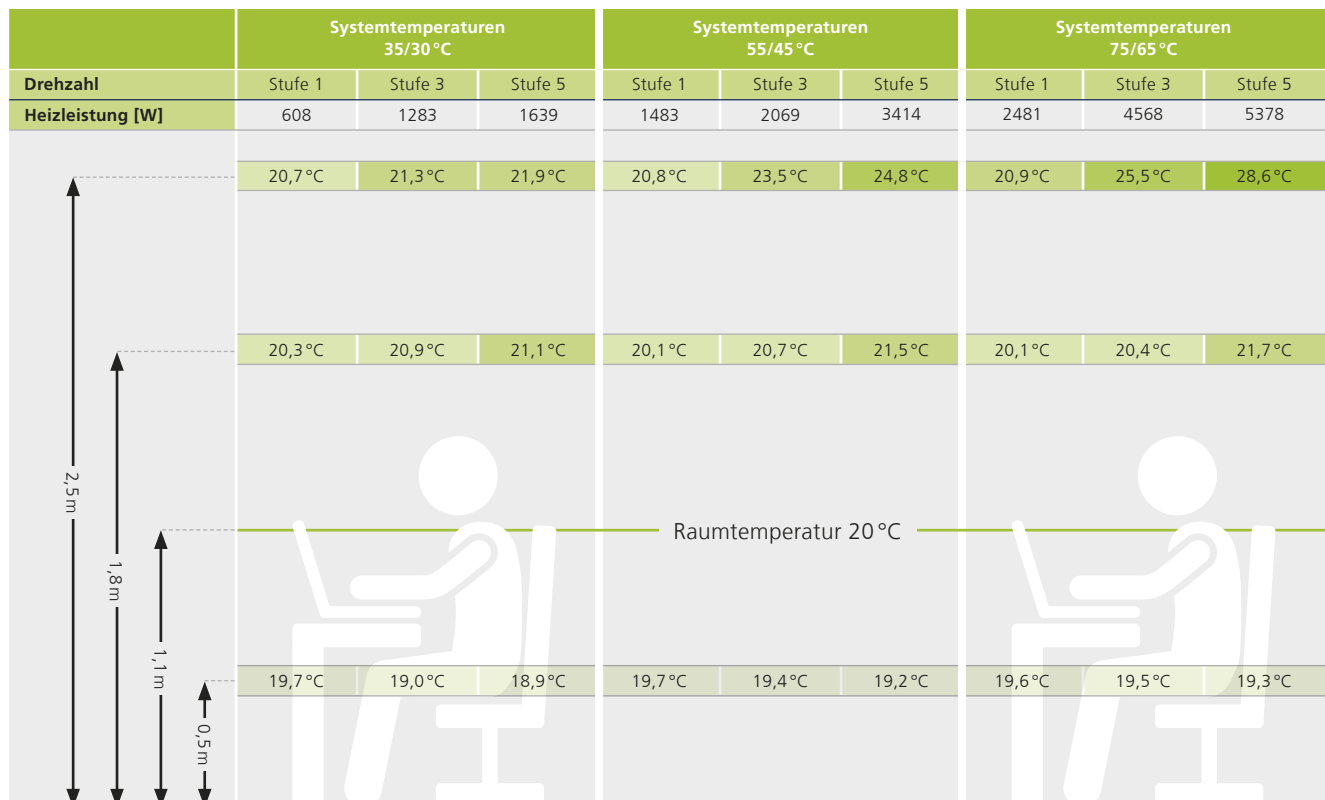 Systemtemperaturen
35/30 °C
Systemtemperaturen
55/45 °C
Systemtemperaturen
75/65 °C
Drehzahl Stufe 1 Stufe 3 Stufe 5 Stufe 1 Stufe 3 Stufe 5 Stufe 1 Stufe 3 Stufe 5
Heizleistung [W] 608 1283 1639 1483 2069 3414 2481 4568 5378
20,7 °C 21,3 °C 21,9 °C 20,8 °C 23,5 °C 24,8 °C 20,9 °C 25,5 °C 28,6 °C
20,3 °C 20,9 °C 21,1 °C 20,1 °C 20,7 °C 21,5 °C 20,1 °C 20,4 °C 21,7 °C
2,5 m
Raumtemperatur 20 °C
1,8 m
1,1 m
19,7 °C 19,0 °C 18,9 °C 19,7 °C 19,4 °C 19,2 °C 19,6 °C 19,5 °C 19,3 °C
0,5 m